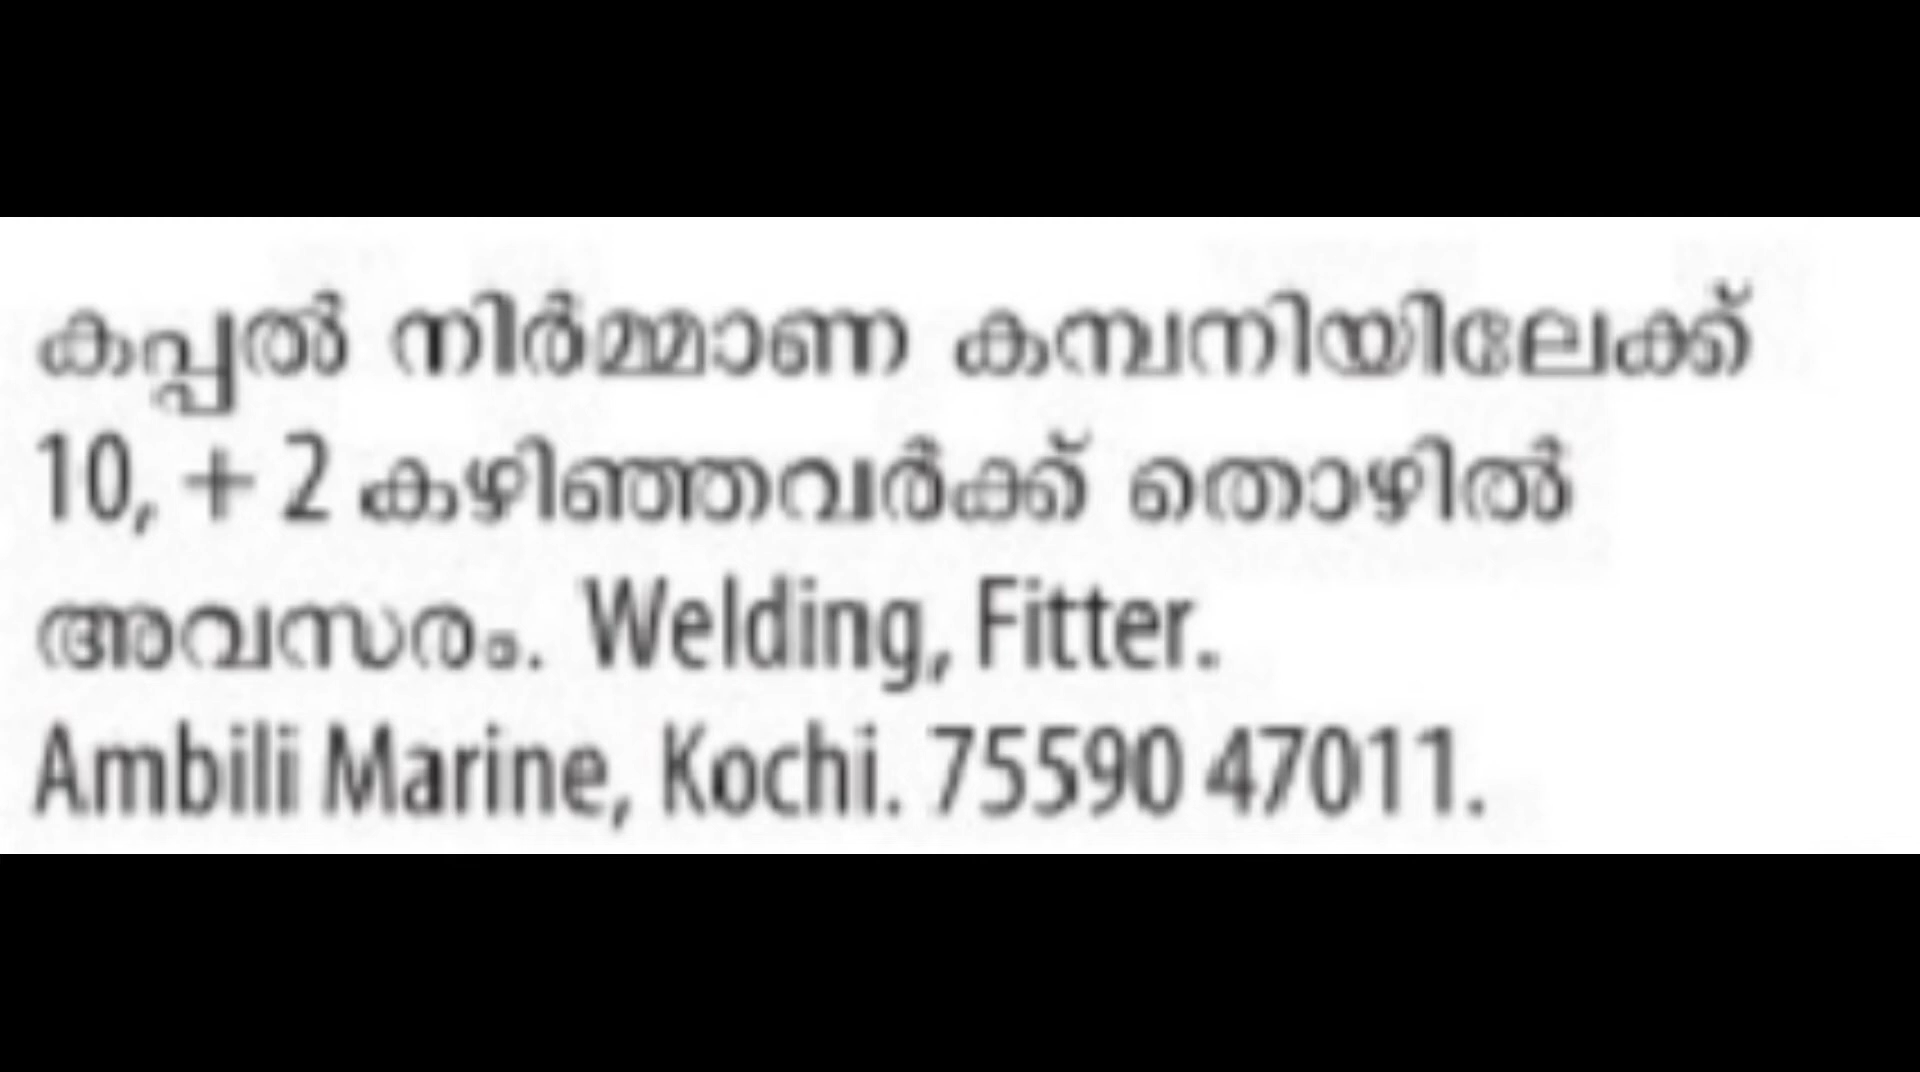 കപ്പൽ നിർമ്മാണ കമ്പനിയിലേക്ക്
10, + 2 കഴിഞ്ഞവർക്ക് തൊഴിൽ
അവസരം. Welding, Fitter.
Ambili Marine, Kochi. 75590 47011.